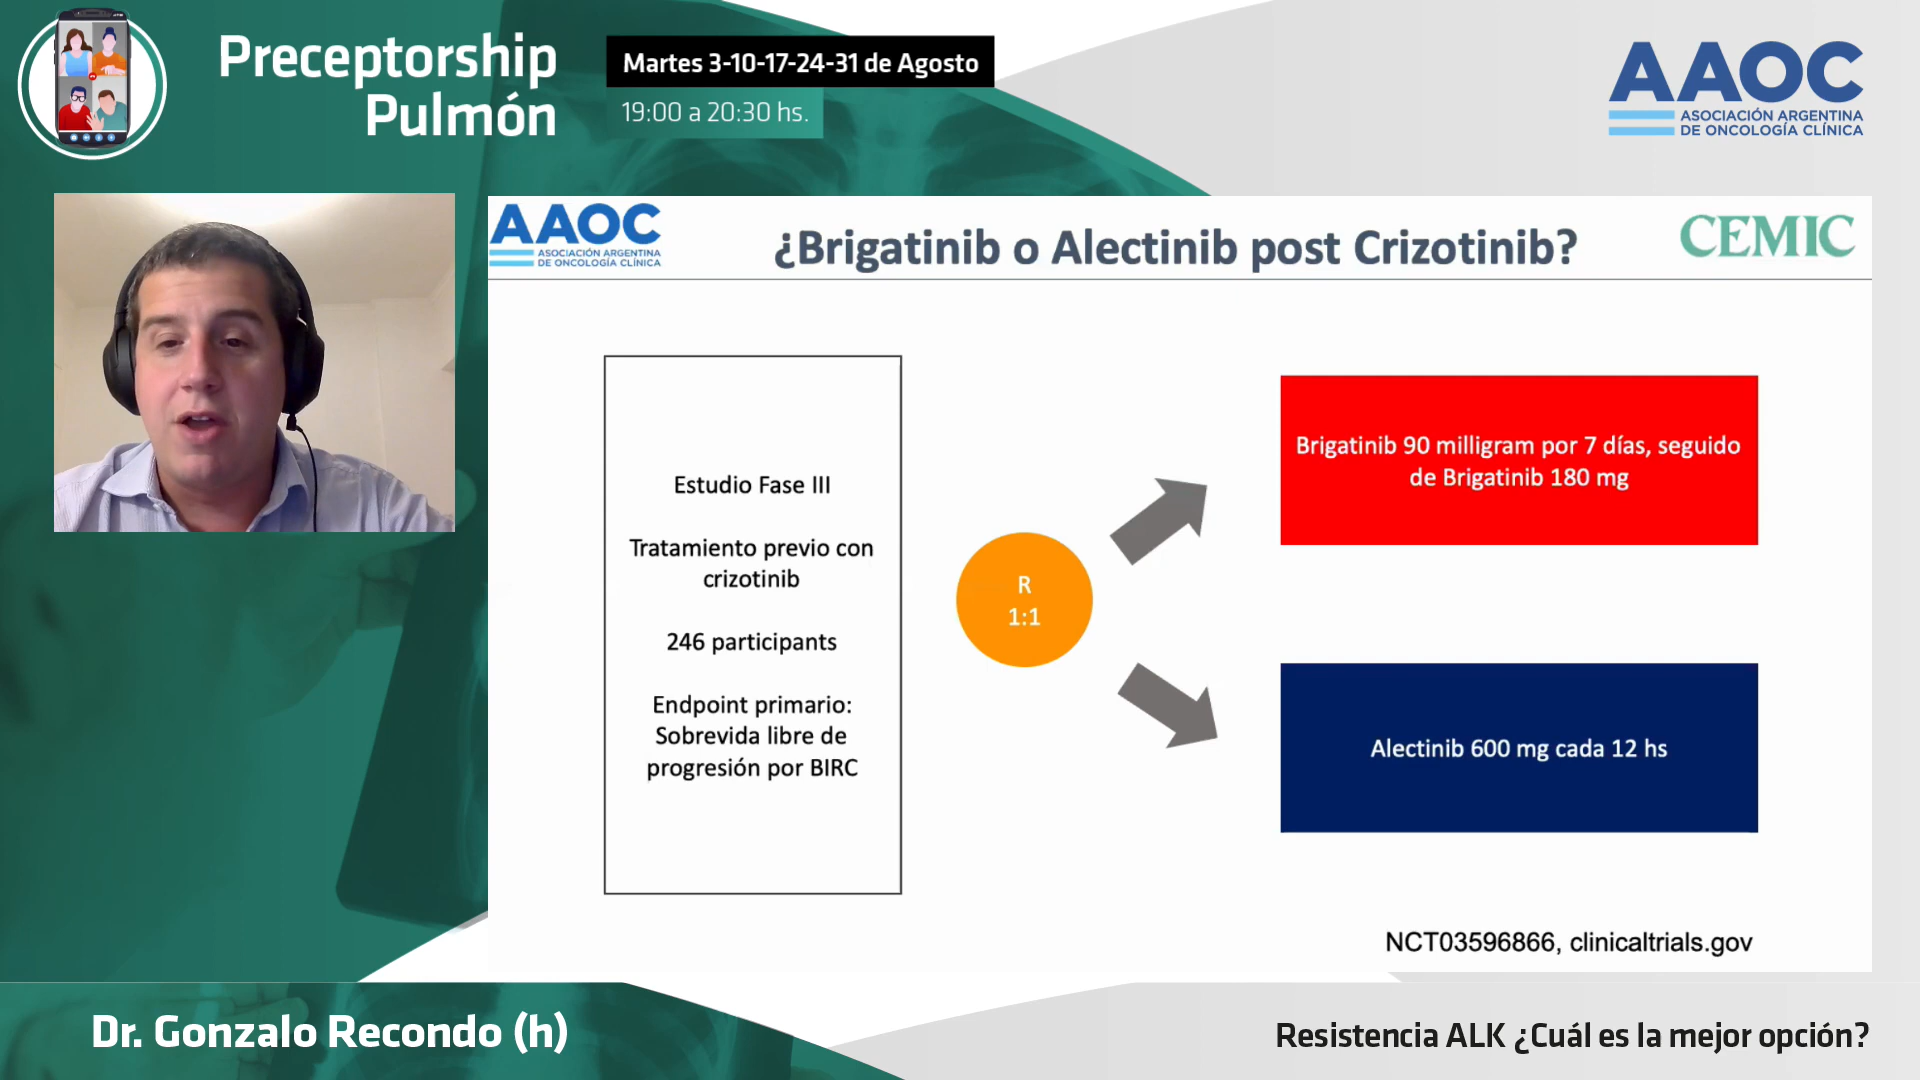 Preceptorship
Pulmón
Martes 3-10-17-24-31 de Agosto
19:00 a 20:30 hs.
AAOC
ASOCIACIÓN ARGENTINA
DE ONCOLOGÍA CLÍNICA
AAOC
ASOCIACIÓN ARGENTINA
DE ONCOLOGÍA CLÍNICA
¿Brigatinib o Alectinib post Crizotinib?
CEMIC
Estudio Fase III
Tratamiento previo con
crizotinib
246 participants
Endpoint primario:
Sobrevida libre de
progresión por BIRC
R
1:1
Brigatinib 90 milligram por 7 días, seguido
de Brigatinib 180 mg
Alectinib 600 mg cada 12 hs
NCT03596866, clinicaltrials.gov
Dr. Gonzalo Recondo (h)
Resistencia ALK ¿Cuál es la mejor opción?